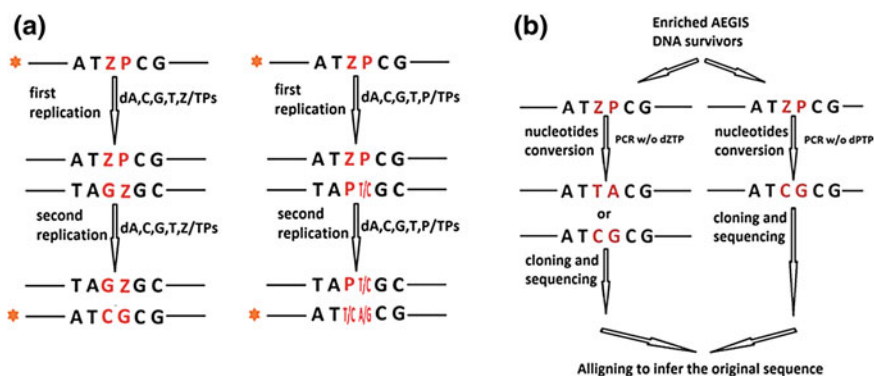 (a)
ATZPCG
first replication
dA,C,G,T,Z/TPs
ATZPCG
TAGZGC
second replication
dA,C,G,T,Z/TPs
TAGZGC
ATCGCG
ATZPCG
first replication
dA,C,G,T,P/TPs
ATZPCG
TAPT/CGC
second replication
dA,C,G,T,P/TPs
TAPT/CGC
ATT/CA/GCG
(b)
Enriched AEGIS
DNA survivors
ATZPCG
nucleotides conversion
PCR w/o dZTP
ATTACG
or
ATCGCG
cloning and sequencing
ATZPCG
nucleotides conversion
PCR w/o dPTP
ATCGCG
cloning and sequencing
Alligning to infer the original sequence